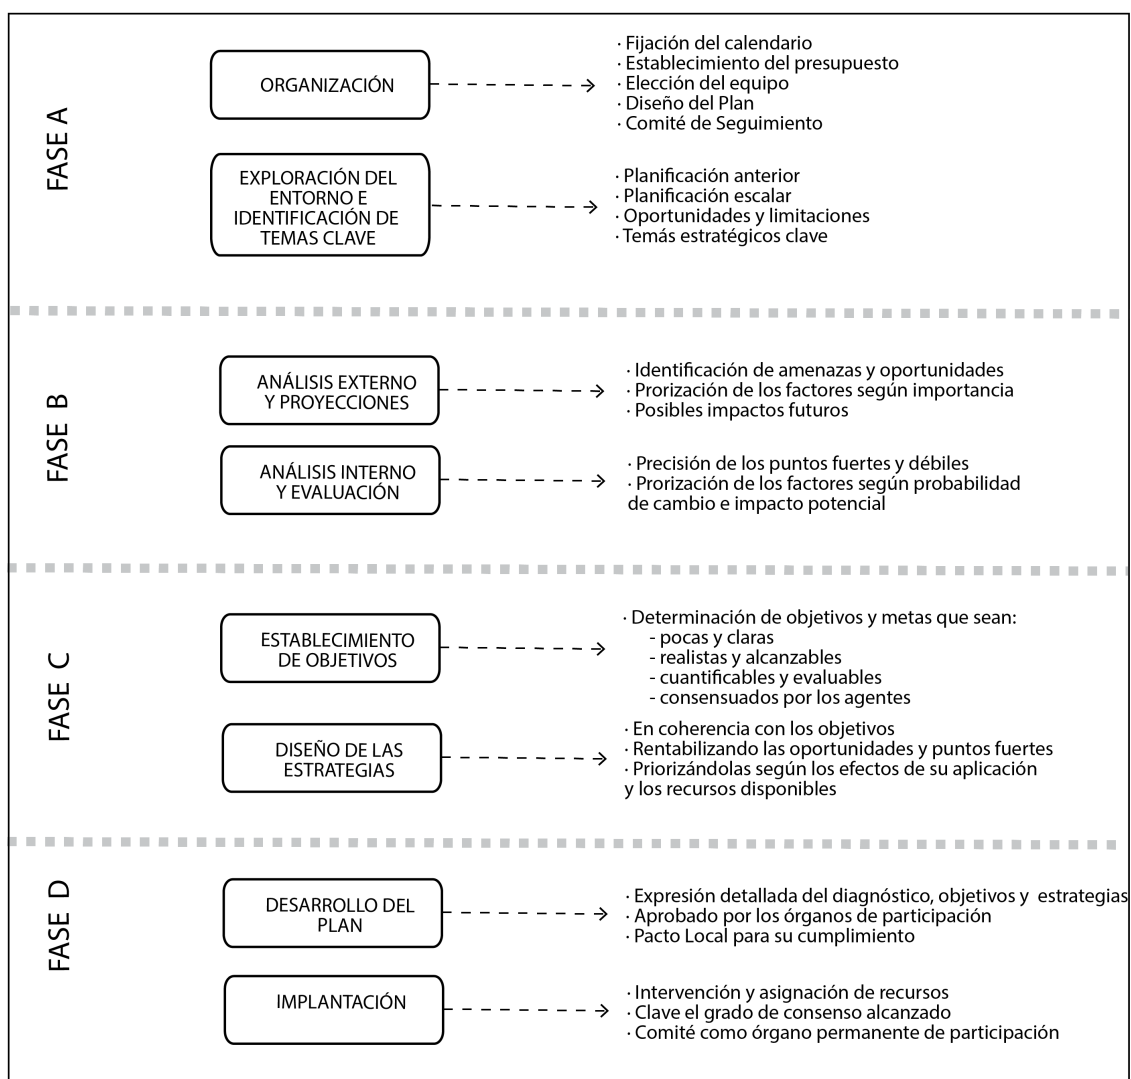 FASE A
ORGANIZACIÓN
· Fijación del calendario
· Establecimiento del presupuesto
· Elección del equipo
· Diseño del Plan
· Comité de Seguimiento
EXPLORACIÓN DEL
ENTORNO E
IDENTIFICACIÓN DE
TEMAS CLAVE
· Planificación anterior
· Planificación escalar
· Oportunidades y limitaciones
· Temás estratégicos clave
FASE B
ANÁLISIS EXTERNO
Y PROYECCIONES
· Identificación de amenazas y oportunidades
· Prorización de los factores según importancia
· Posibles impactos futuros
ANÁLISIS INTERNO
Y EVALUACIÓN
· Precisión de los puntos fuertes y débiles
· Prorización de los factores según probabilidad
de cambio e impacto potencial
FASE C
ESTABLECIMIENTO
DE OBJETIVOS
· Determinación de objetivos y metas que sean:
- pocas y claras
- realistas y alcanzables
- cuantificables y evaluables
- consensuados por los agentes
DISEÑO DE LAS
ESTRATEGIAS
· En coherencia con los objetivos
· Rentabilizando las oportunidades y puntos fuertes
· Priorizándolas según los efectos de su aplicación
y los recursos disponibles
FASE D
DESARROLLO DEL
PLAN
· Expresión detallada del diagnóstico, objetivos y estrategias
· Aprobado por los órganos de participación
· Pacto Local para su cumplimiento
IMPLANTACIÓN
· Intervención y asignación de recursos
· Clave el grado de consenso alcanzado
· Comité como órgano permanente de participación